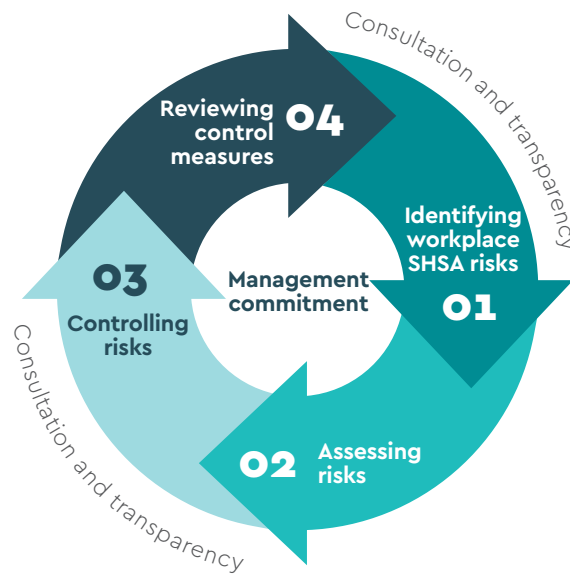 Consultation and transparency
Identifying
workplace
SHSA risks
01
02
Assessing
risks
03
Controlling
risks
Reviewing
control
measures
04
Management
commitment
Consultation and transparency